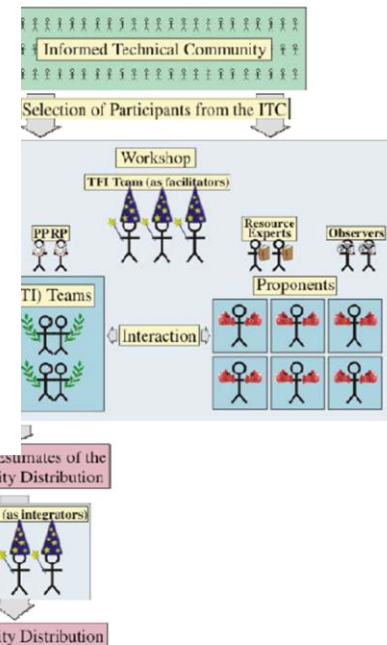 Informed Technical Community
Selection of Participants from the ITC
Workshop
TFI Team (as facilitators)
PPRP
Resource
Experts
Observers
TI) Teams
Proponents
Interaction
Estimates of the
ity Distribution
(as integrators)
ity Distribution